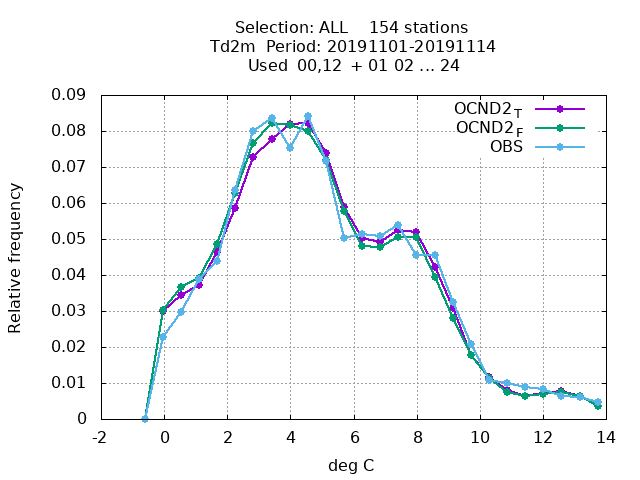 Selection: ALL    154 stations
Td2m  Period: 20191101-20191114
Used  00,12  + 01 02 ... 24
OCND2_T
OCND2_F
OBS
0.09
0.08
0.07
0.06
0.05
0.04
0.03
0.02
0.01
0
Relative frequency
-2 0 2 4 6 8 10 12 14
deg C